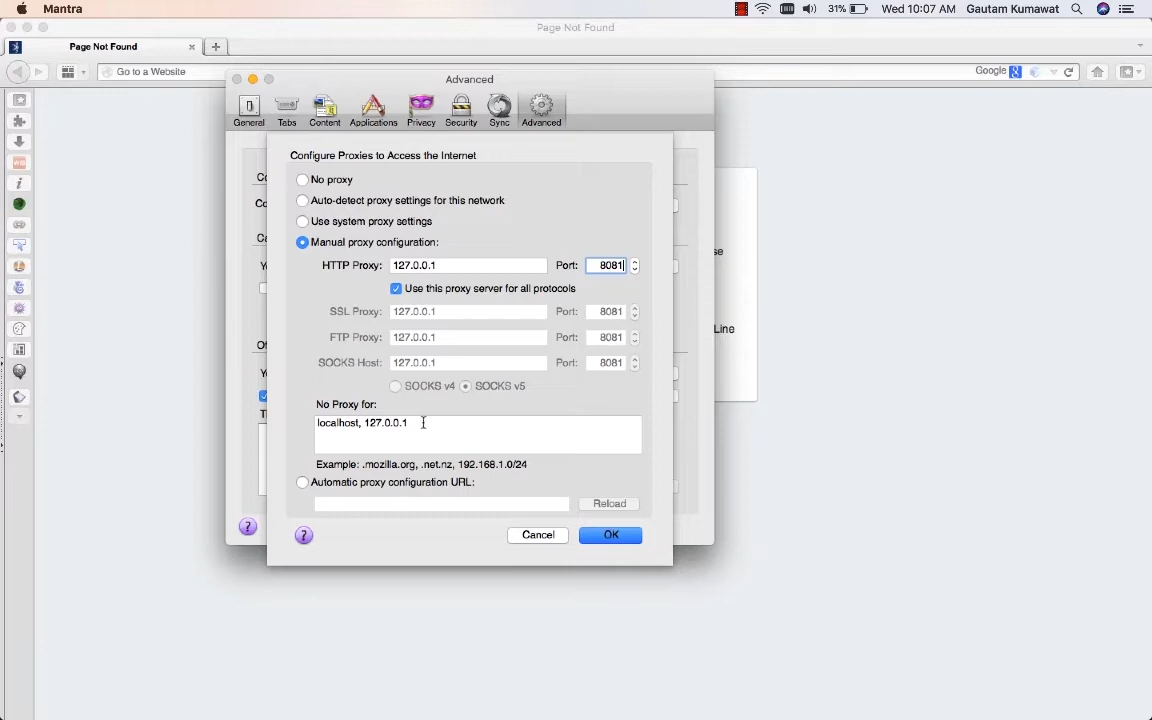 Mantra 31% Wed 10:07 AM Gautam Kumawat
Page Not Found
Page Not Found
Go to a Website Google
Advanced
General Tabs Content Applications Privacy Security Sync Advanced
Configure Proxies to Access the Internet
No proxy
Auto-detect proxy settings for this network
Use system proxy settings
Manual proxy configuration:
HTTP Proxy: 127.0.0.1 Port: 8081
Use this proxy server for all protocols
SSL Proxy: 127.0.0.1 Port: 8081
FTP Proxy: 127.0.0.1 Port: 8081
SOCKS Host: 127.0.0.1 Port: 8081
SOCKS v4 SOCKS v5
No Proxy for:
localhost, 127.0.0.1
Example: .mozilla.org, .net.nz, 192.168.1.0/24
Automatic proxy configuration URL:
Reload
Cancel OK
Line